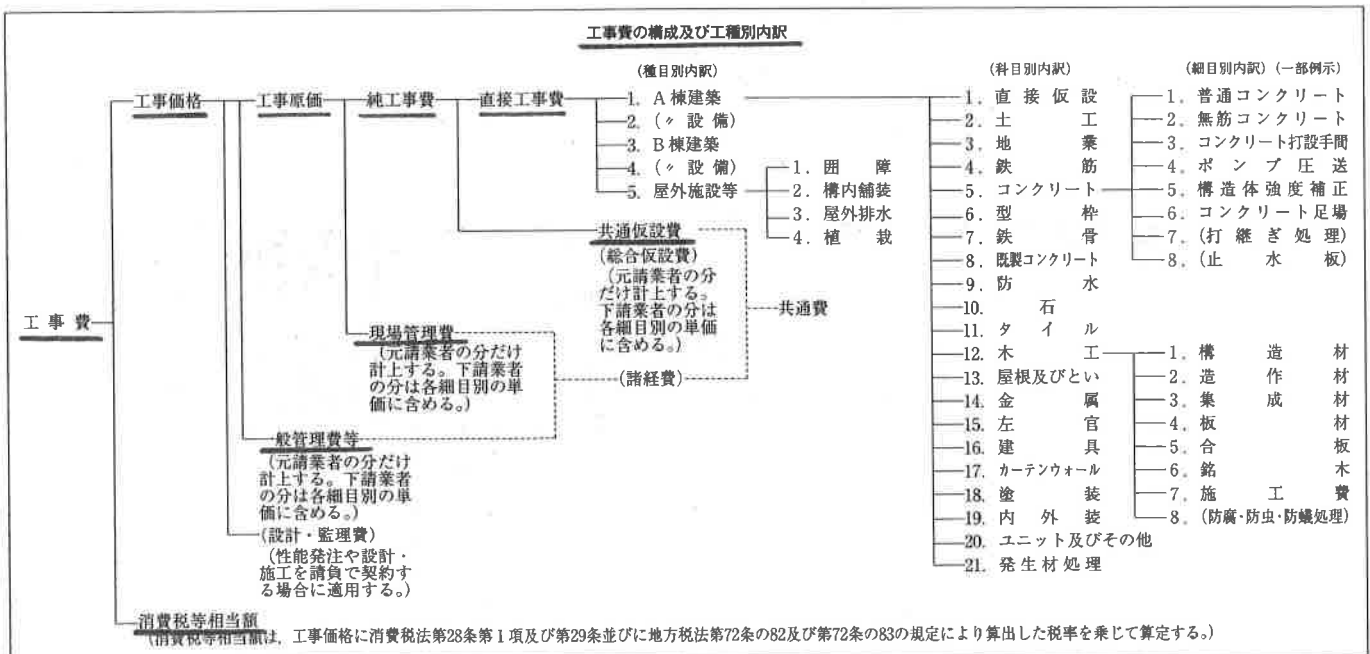 工事費の構成及び工種別内訳
工事費
工事価格
工事原価
純工事費
直接工事費
(種目別内訳)
1. A棟建築
2. (〃設備)
3. B棟建築
4. (〃設備)
5. 屋外施設等
1. 囲障
2. 構内舗装
3. 屋外排水
4. 植栽
共通仮設費
(総合仮設費)
(元請業者の分
だけ計上する。
下請業者の分は
各細目別の単価
に含める。)
共通費
現場管理費
(元請業者の分だけ
計上する。下請業者
の分は各細目別の単
価に含める。)
(諸経費)
一般管理費等
(元請業者の分だけ
計上する。下請業者
の分は各細目別の単
価に含める。)
(設計・監理費)
(性能発注や設計・
施工を請負で契約す
る場合に適用する。)
(科目別内訳)
1. 直接仮設
2. 土工
3. 地業
4. 鉄筋
5. コンクリート
6. 型枠
7. 鉄骨
8. 既製コンクリート
9. 防水
10. 石
11. タイル
12. 木工
13. 屋根及びとい
14. 金属
15. 左官
16. 建具
17. カーテンウォール
18. 塗装
19. 内外装
20. ユニット及びその他
21. 発生材処理
(細目別内訳)(一部例示)
1. 普通コンクリート
2. 無筋コンクリート
3. コンクリート打設手間
4. ポンプ圧送
5. 構造体強度補正
6. コンクリート足場
7. (打継ぎ処理)
8. (止水板)
1. 構造材
2. 造作材
3. 集成材
4. 板材
5. 合板
6. 銘木
7. 施工費
8. (防腐・防虫・防蟻処理)
消費税等相当額
(消費税等相当額は、工事価格に消費税法第28条第1項及び第29条並びに地方税法第72条の82及び第72条の83の規定により算出した税率を乗じて算定する。)